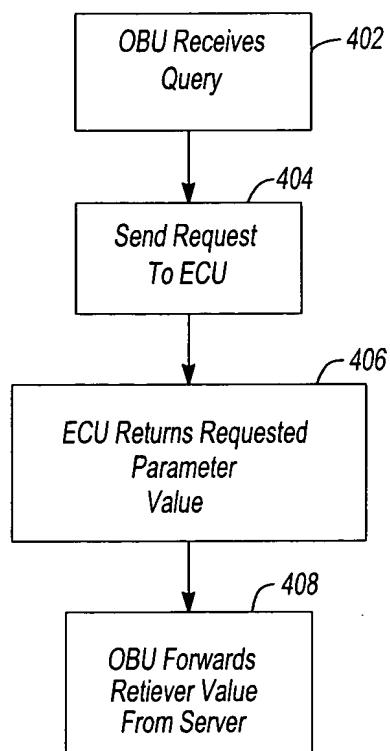 OBU Receives
Query
402
404
Send Request
To ECU
406
ECU Returns Requested
Parameter
Value
408
OBU Forwards
Retiever Value
From Server